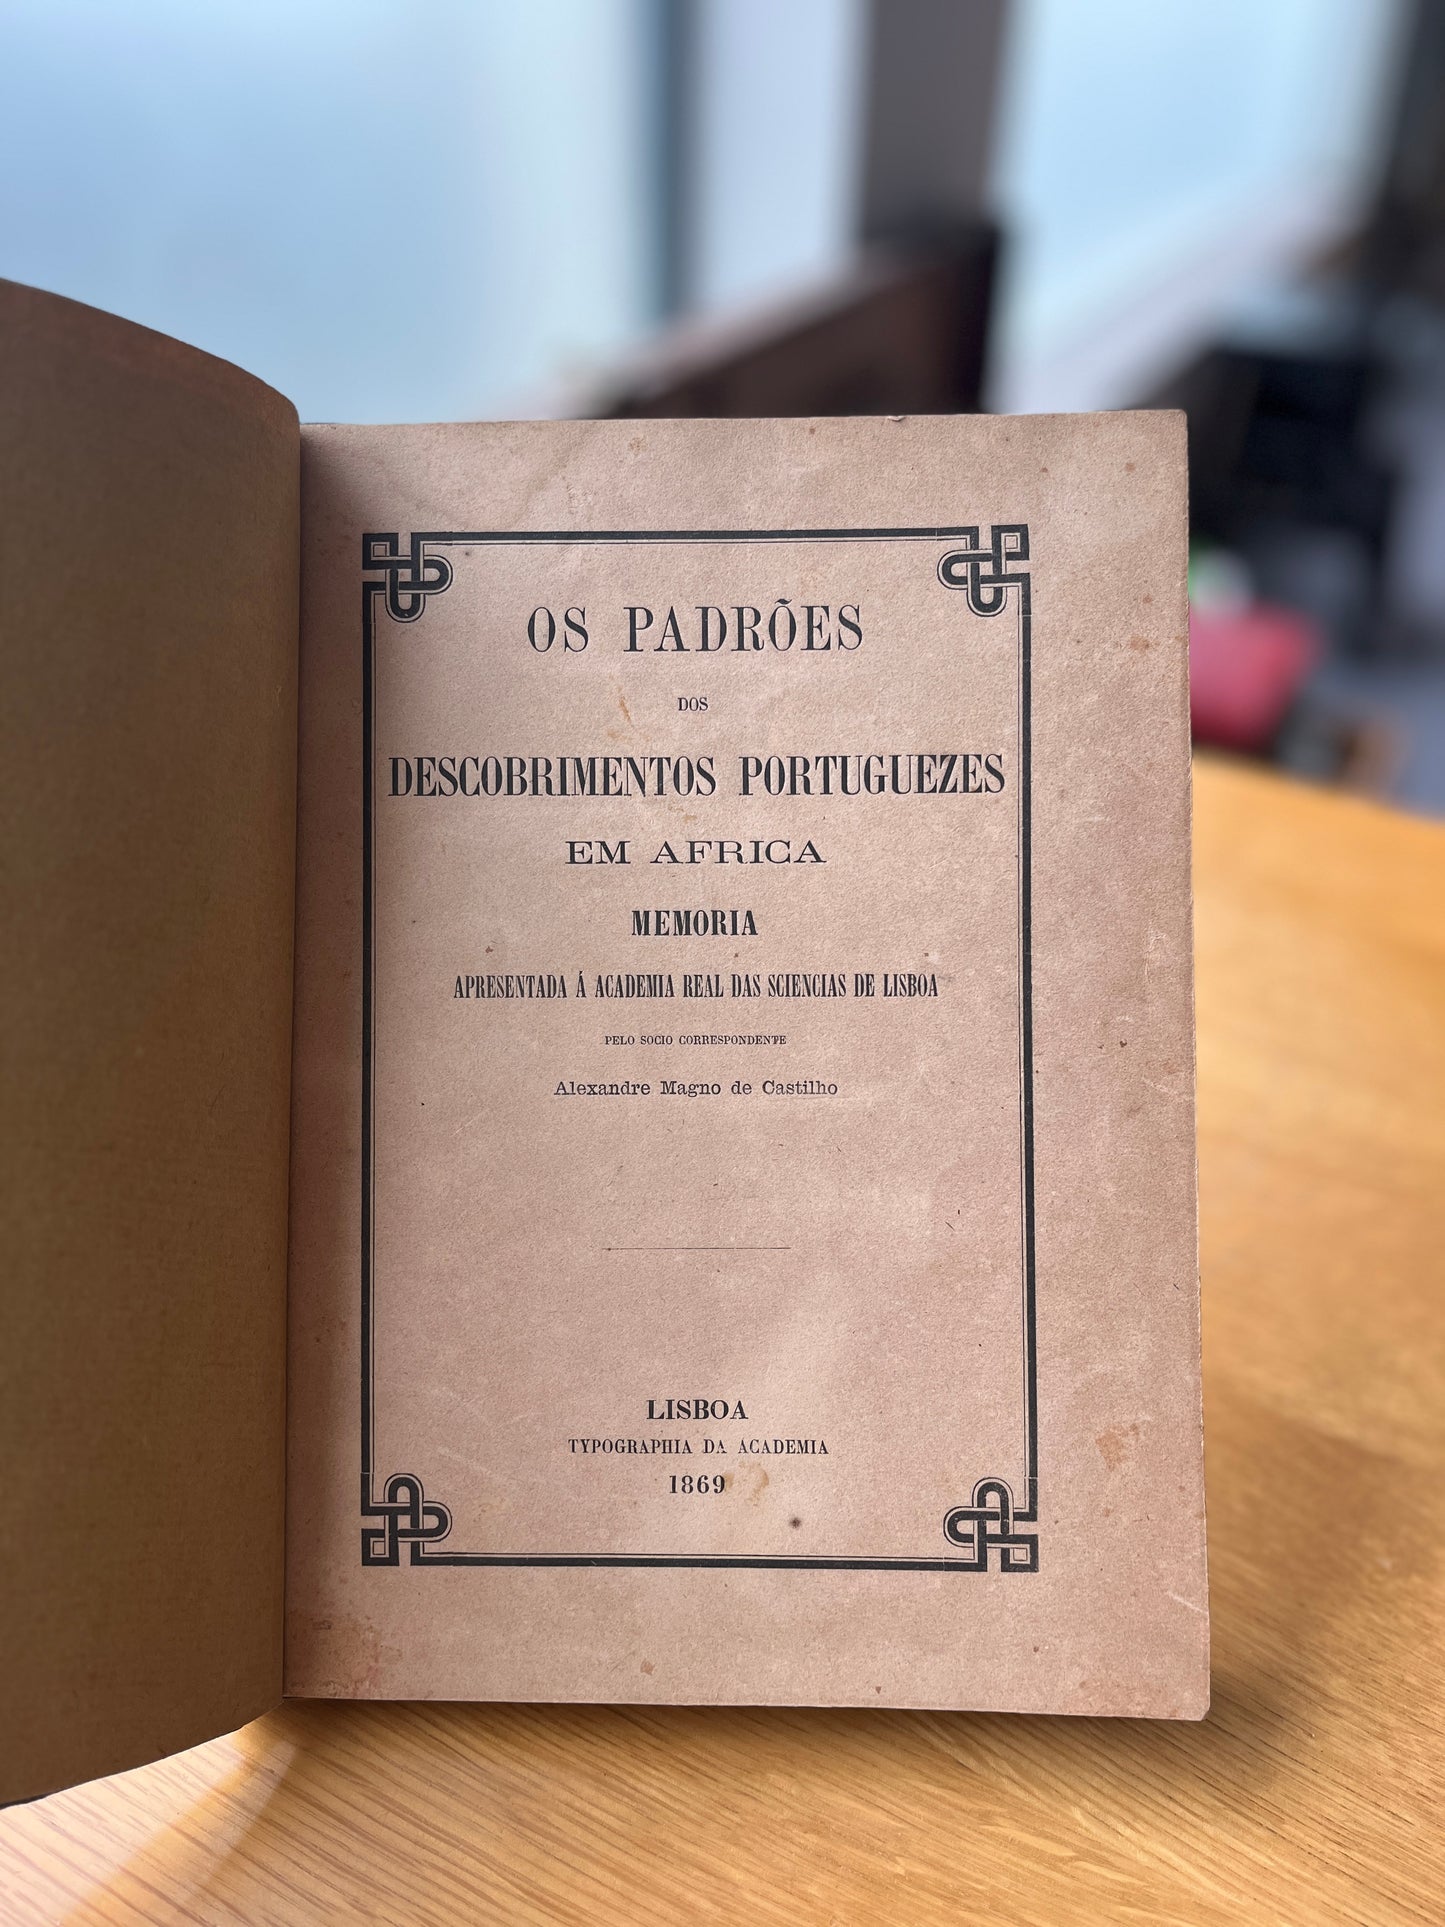 OS PADRÕES
DOS
DESCOBRIMENTOS PORTUGUEZES
EM AFRICA
MEMORIA
APRESENTADA Á ACADEMIA REAL DAS SCIENCIAS DE LISBOA
PELO SOCIO CORRESPONDENTE
Alexandre Magno de Castilho
LISBOA
TYPOGRAPHIA DA ACADEMIA
1869